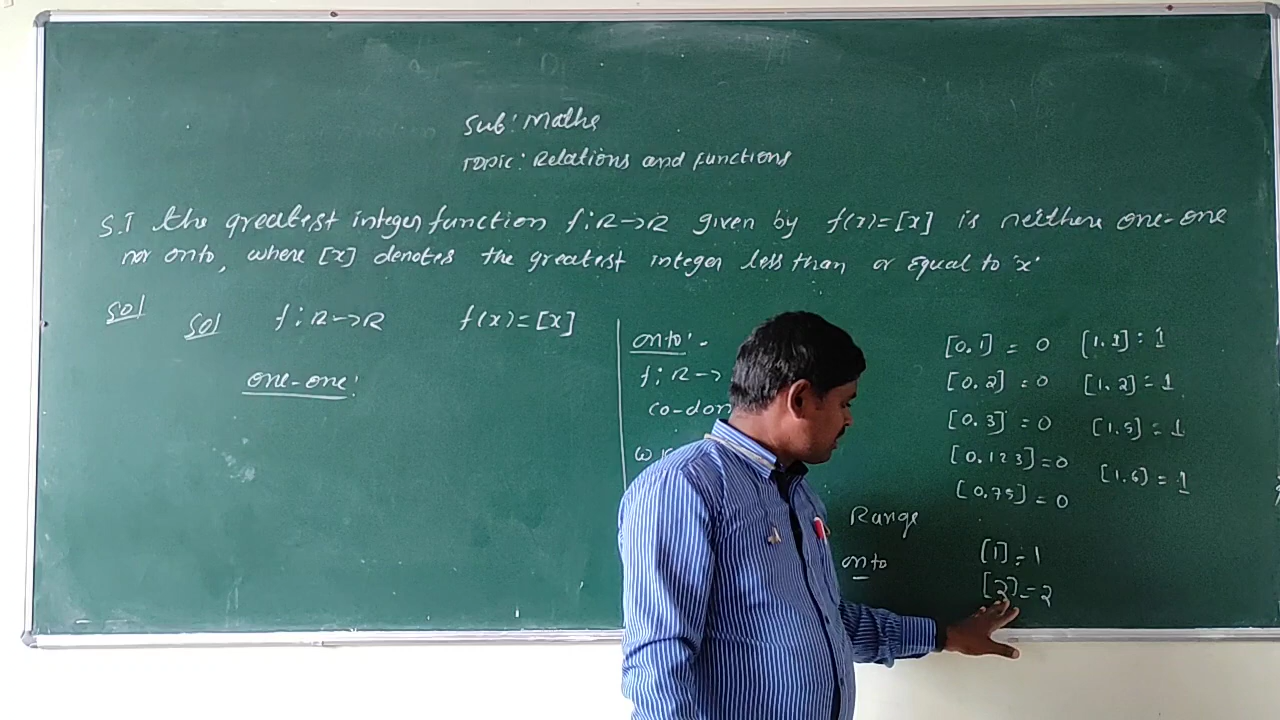 Sub: Maths
Topic: Relations and functions
S.T the greatest integer function f:R→R given by f(x)=[x] is neithere one-one
nor onto, where [x] denotes the greatest integer less than or equal to 'x'
Sol
Sol f:R→R f(x)=[x]
one-one:
onto:-
f:R→
co-dom
Range
onto
[0.1] = 0 [1.1] = 1
[0.2] = 0 [1.2] = 1
[0.3] = 0 [1.5] = 1
[0.123] = 0 [1.6] = 1
[0.75] = 0
[1] = 1
[2] = 2